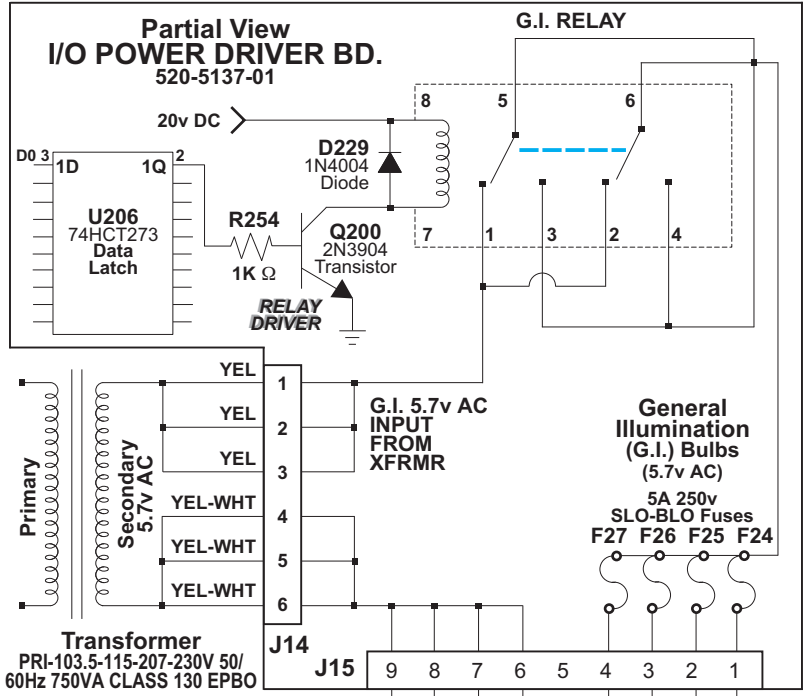 Partial View
I/O POWER DRIVER BD.
520-5137-01
G.I. RELAY
20v DC
8
5
6
D229
1N4004
Diode
D0 3
1D
1Q
2
U206
74HCT273
Data
Latch
R254
1K Ω
Q200
2N3904
Transistor
RELAY
DRIVER
7
1
3
2
4
YEL
1
YEL
2
YEL
3
YEL-WHT
4
YEL-WHT
5
YEL-WHT
6
G.I. 5.7v AC
INPUT
FROM
XFRMR
Primary
Secondary
5.7v AC
General
Illumination
(G.I.) Bulbs
(5.7v AC)
5A 250v
SLO-BLO Fuses
F27 F26 F25 F24
Transformer
PRI-103.5-115-207-230V 50/
60Hz 750VA CLASS 130 EPBO
J14
J15
9 8 7 6 5 4 3 2 1